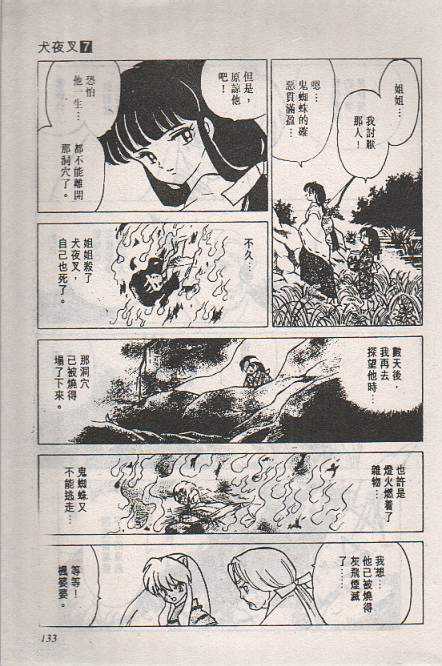 犬夜叉7
姐姐…
我討厭
那人！
嗯…
鬼蜘蛛的確
惡貫滿盈…
但是，
原諒他
吧！
恐怕
他一生…
都不能離開
那洞穴了。
不久…
姐姐殺了
犬夜叉，
自己也死了。
數天後，
我再去
探望他時…
那洞穴
已被燒得
塌了下來。
也許是
燈火燃着了
雜物…
鬼蜘蛛又
不能逃走…
我想…
他已被燒得
灰飛煙滅
了……
等等！
楓婆婆。
133